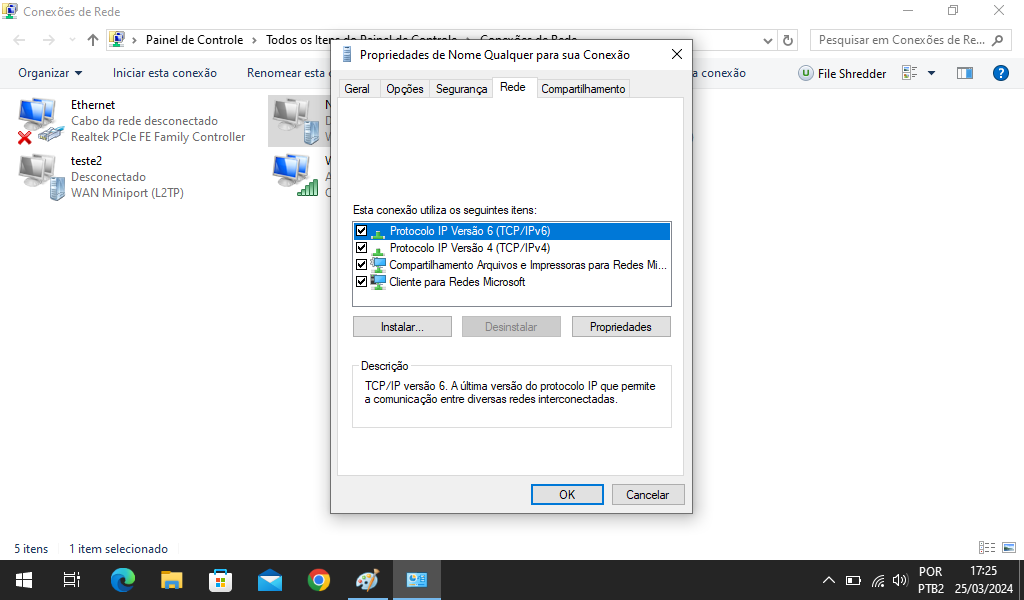 Conexões de Rede
Painel de Controle
Todos os Itens do Painel de Controle
Conexões de Rede
Pesquisar em Conexões de Re...
Organizar
Iniciar esta conexão
Renomear esta
a conexão
File Shredder
Ethernet
Cabo da rede desconectado
Realtek PCIe FE Family Controller
teste2
Desconectado
WAN Miniport (L2TP)
Propriedades de Nome Qualquer para sua Conexão
Geral
Opções
Segurança
Rede
Compartilhamento
Esta conexão utiliza os seguintes itens:
Protocolo IP Versão 6 (TCP/IPv6)
Protocolo IP Versão 4 (TCP/IPv4)
Compartilhamento Arquivos e Impressoras para Redes Mi...
Cliente para Redes Microsoft
Instalar...
Desinstalar
Propriedades
Descrição
TCP/IP versão 6. A última versão do protocolo IP que permite
a comunicação entre diversas redes interconectadas.
OK
Cancelar
5 itens
1 item selecionado
POR
PTB2
17:25
25/03/2024